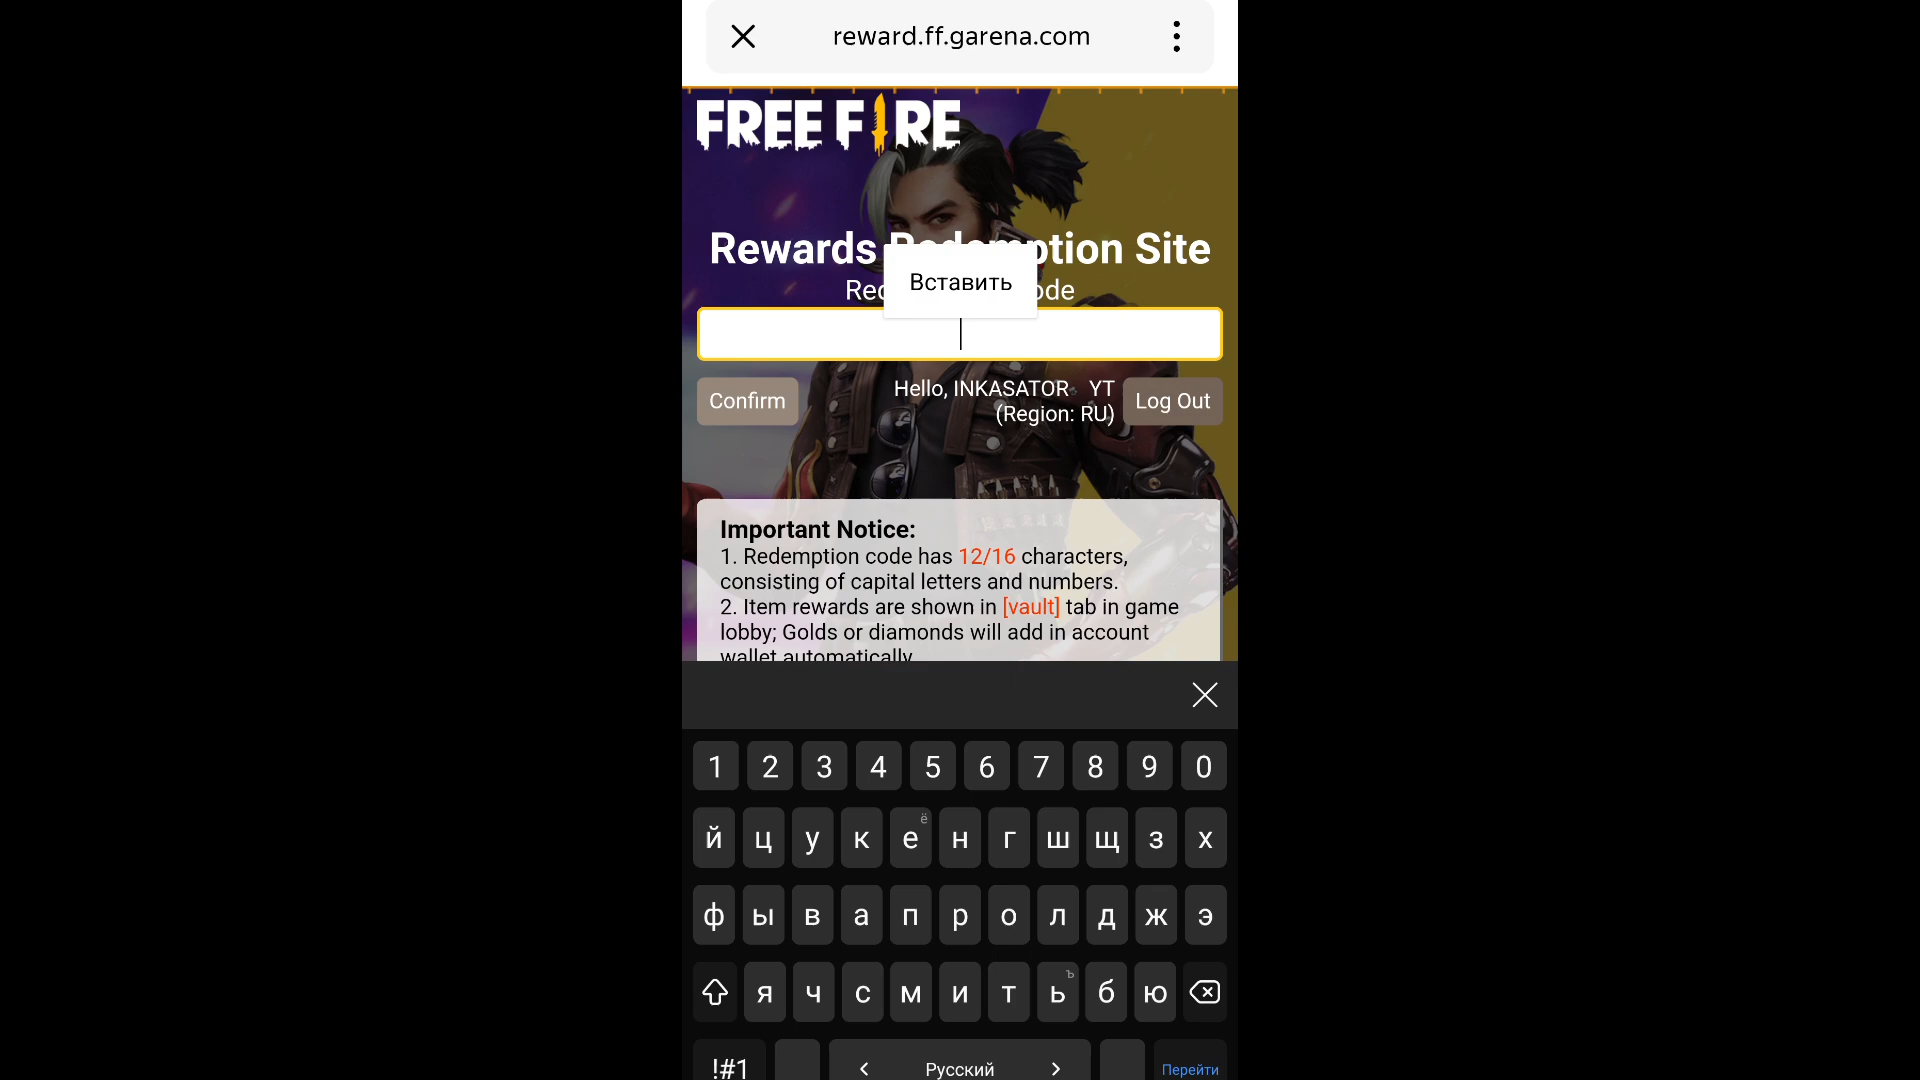 reward.ff.garena.com
FREE FIRE
Rewards Redemption Site
Вставить
Hello, INKASATOR YT
Confirm
Log Out
(Region: RU)
Important Notice:
1. Redemption code has 12/16 characters,
consisting of capital letters and numbers.
2. Item rewards are shown in [vault] tab in game
lobby; Golds or diamonds will add in account
wallet automatically
1 2 3 4 5 6 7 8 9 0
ё
й ц у к е н г ш щ з х
ф ы в а п р о л д ж э
ъ
я ч с м и т ь б ю
!#1 < Русский > Перейти